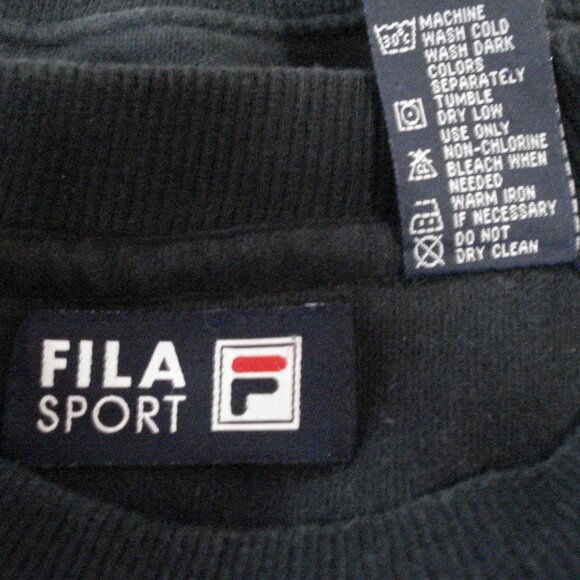 30°C
MACHINE
WASH COLD
WASH DARK
COLORS
SEPARATELY
TUMBLE
DRY LOW
USE ONLY
NON-CHLORINE
BLEACH WHEN
NEEDED
WARM IRON
IF NECESSARY
DO NOT
DRY CLEAN
FILA
SPORT
F